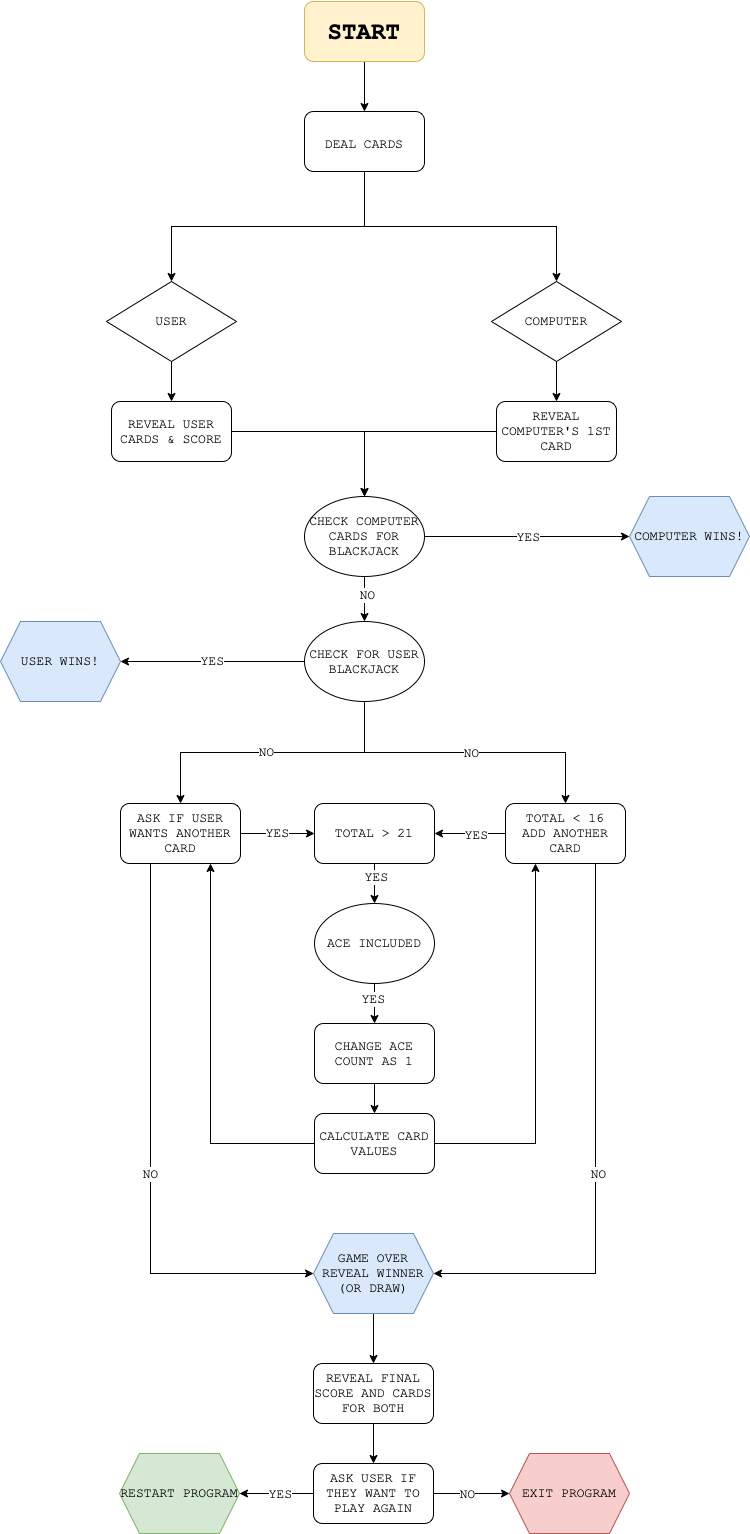 START
DEAL CARDS
USER
COMPUTER
REVEAL USER
CARDS & SCORE
REVEAL
COMPUTER'S 1ST
CARD
CHECK COMPUTER
CARDS FOR
BLACKJACK
YES
COMPUTER WINS!
NO
USER WINS!
YES
CHECK FOR USER
BLACKJACK
NO
NO
ASK IF USER
WANTS ANOTHER
CARD
YES
TOTAL > 21
YES
TOTAL < 16
ADD ANOTHER
CARD
YES
ACE INCLUDED
YES
CHANGE ACE
COUNT AS 1
CALCULATE CARD
VALUES
NO
NO
GAME OVER
REVEAL WINNER
(OR DRAW)
REVEAL FINAL
SCORE AND CARDS
FOR BOTH
RESTART PROGRAM
YES
ASK USER IF
THEY WANT TO
PLAY AGAIN
NO
EXIT PROGRAM